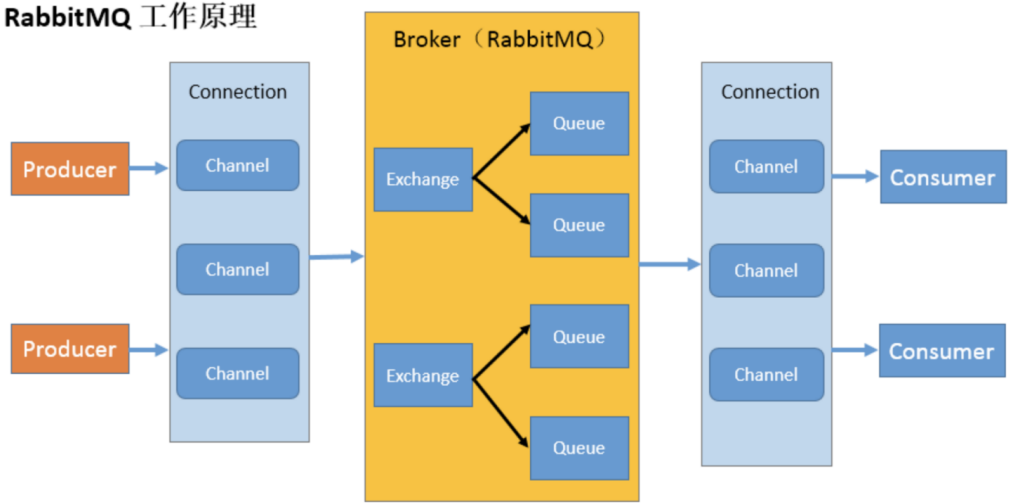 RabbitMQ 工作原理
Broker（RabbitMQ）
Connection
Connection
Producer
Channel
Exchange
Queue
Queue
Channel
Consumer
Channel
Channel
Producer
Channel
Exchange
Queue
Queue
Channel
Consumer